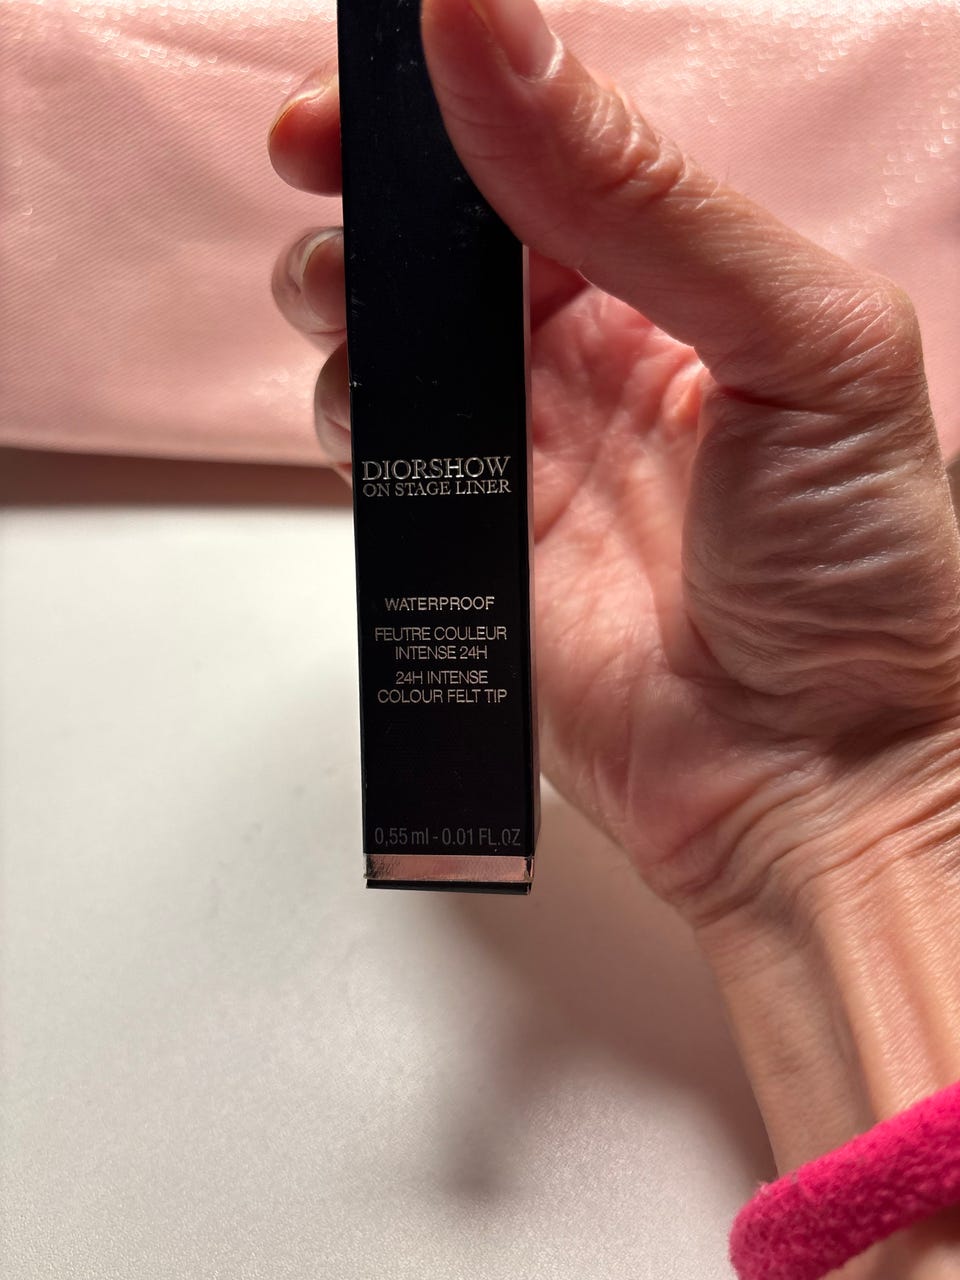 DIORSHOW
ON STAGE LINER
WATERPROOF
FEUTRE COULEUR
INTENSE 24H
24H INTENSE
COLOUR FELT TIP
0,55 ml - 0.01 FL.OZ